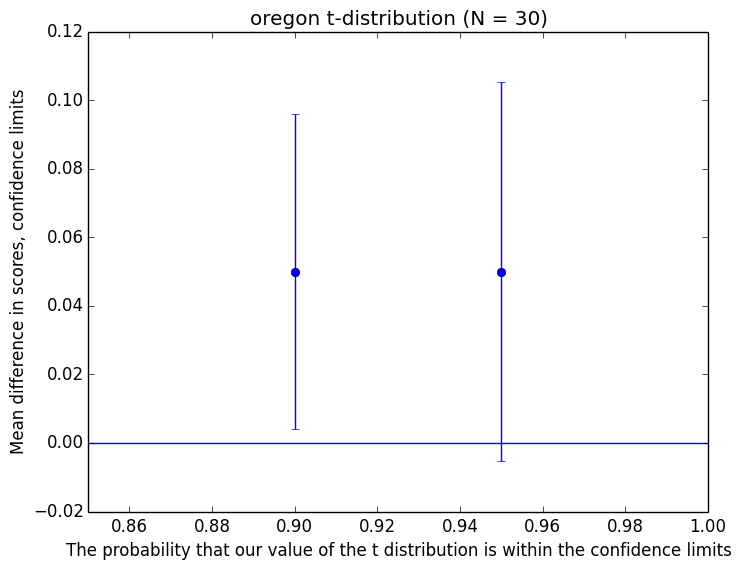 oregon t-distribution (N = 30)
Mean difference in scores, confidence limits
0.12
0.10
0.08
0.06
0.04
0.02
0.00
−0.02
0.86 0.88 0.90 0.92 0.94 0.96 0.98 1.00
The probability that our value of the t distribution is within the confidence limits